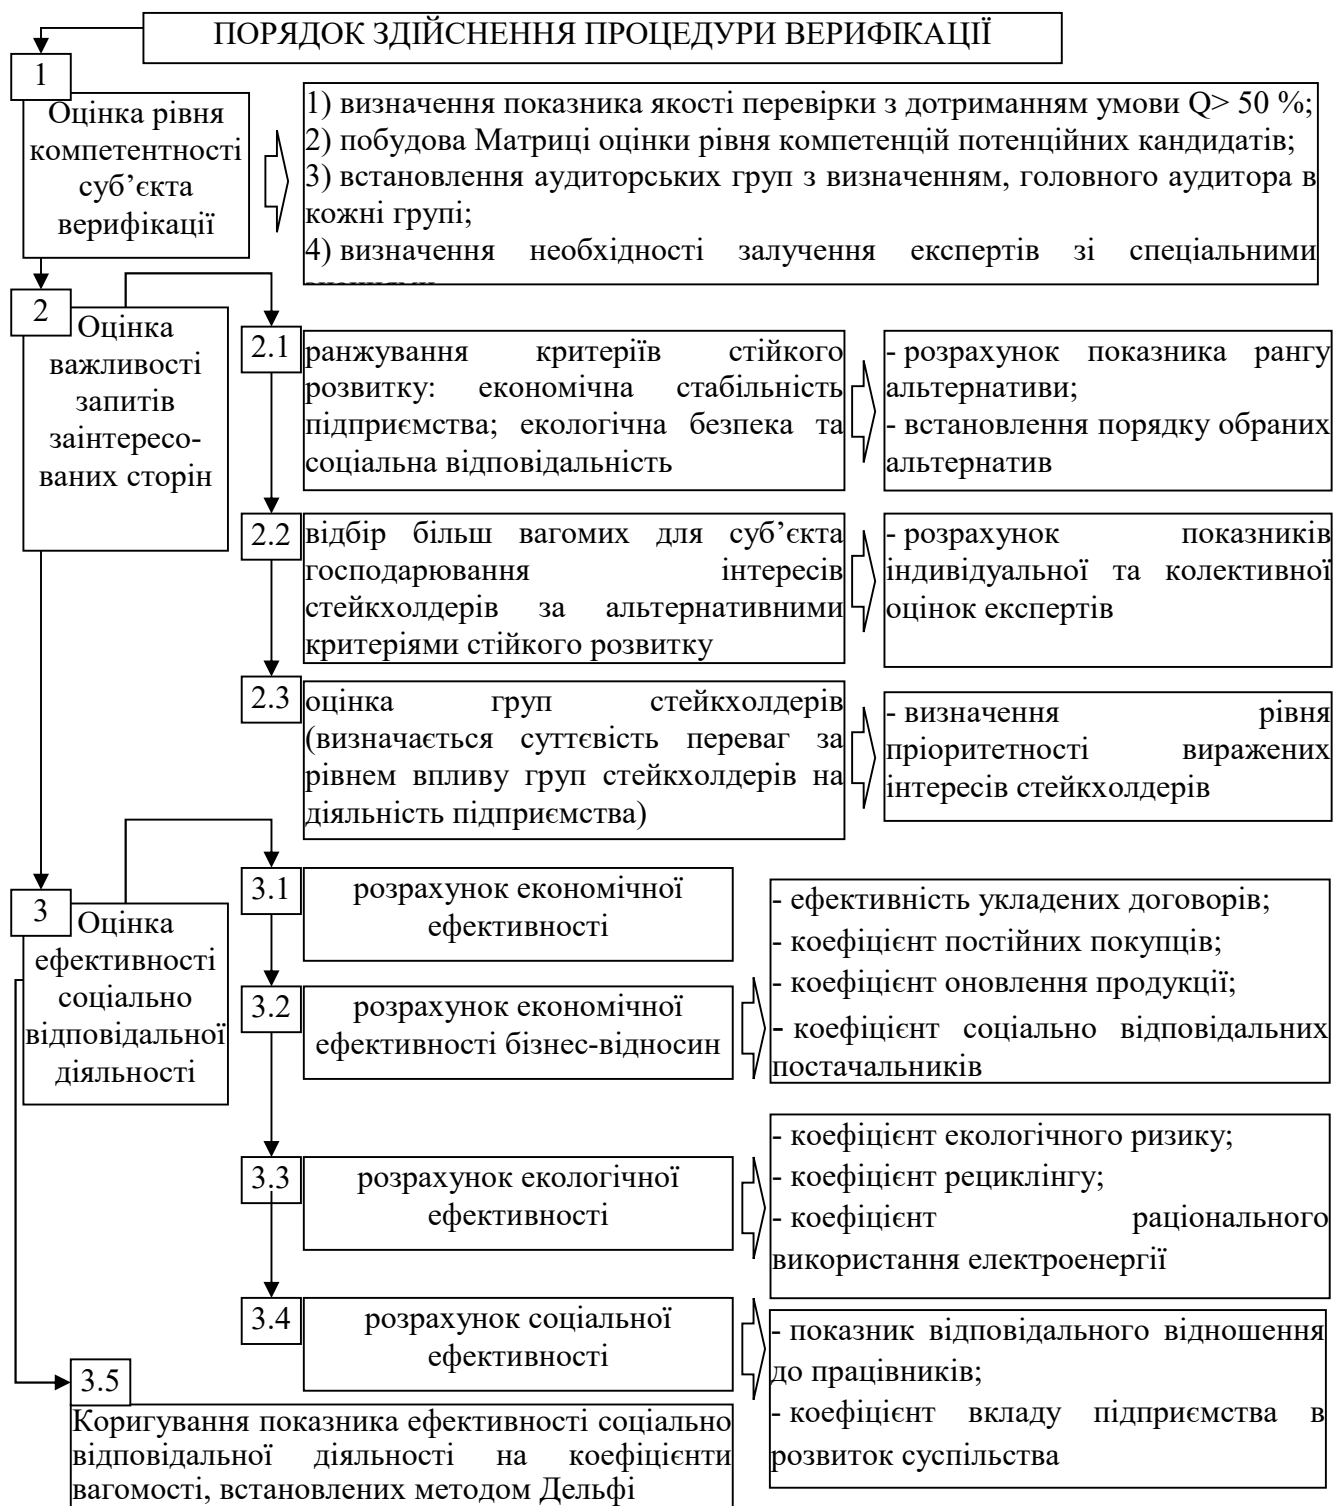 ПОРЯДОК ЗДІЙСНЕННЯ ПРОЦЕДУРИ ВЕРИФІКАЦІЇ
1
Оцінка рівня
компетентності
суб’єкта
верифікації
1) визначення показника якості перевірки з дотриманням умови Q> 50 %;
2) побудова Матриці оцінки рівня компетенцій потенційних кандидатів;
3) встановлення аудиторських груп з визначенням, головного аудитора в
кожні групі;
4) визначення необхідності залучення експертів зі спеціальними
2
Оцінка
важливості
запитів
заінтересо-
ваних сторін
2.1
ранжування критеріїв стійкого
розвитку: економічна стабільність
підприємства; екологічна безпека та
соціальна відповідальність
- розрахунок показника рангу
альтернативи;
- встановлення порядку обраних
альтернатив
2.2
відбір більш вагомих для суб’єкта
господарювання інтересів
стейкхолдерів за альтернативними
критеріями стійкого розвитку
- розрахунок показників
індивідуальної та колективної
оцінок експертів
2.3
оцінка груп стейкхолдерів
(визначається суттєвість переваг за
рівнем впливу груп стейкхолдерів на
діяльність підприємства)
- визначення рівня
пріоритетності виражених
інтересів стейкхолдерів
3
Оцінка
ефективності
соціально
відповідальної
діяльності
3.1
розрахунок економічної
ефективності
3.2
розрахунок економічної
ефективності бізнес-відносин
- ефективність укладених договорів;
- коефіцієнт постійних покупців;
- коефіцієнт оновлення продукції;
- коефіцієнт соціально відповідальних
постачальників
3.3
розрахунок екологічної
ефективності
- коефіцієнт екологічного ризику;
- коефіцієнт рециклінгу;
- коефіцієнт раціонального
використання електроенергії
3.4
розрахунок соціальної
ефективності
- показник відповідального відношення
до працівників;
- коефіцієнт вкладу підприємства в
розвиток суспільства
3.5
Коригування показника ефективності соціально
відповідальної діяльності на коефіцієнти
вагомості, встановлених методом Дельфі